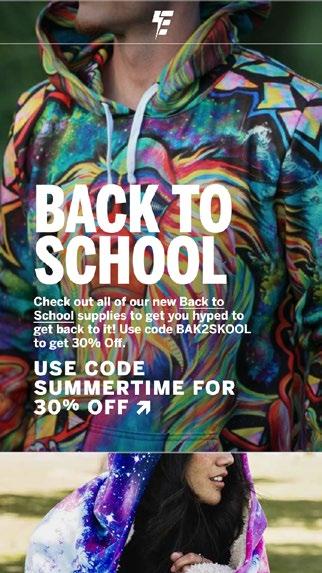 BACK TO
SCHOOL
Check out all of our new Back to
School supplies to get you hyped to
get back to it! Use code BAK2SKOOL
to get 30% Off.
USE CODE
SUMMERTIME FOR
30% OFF ↗